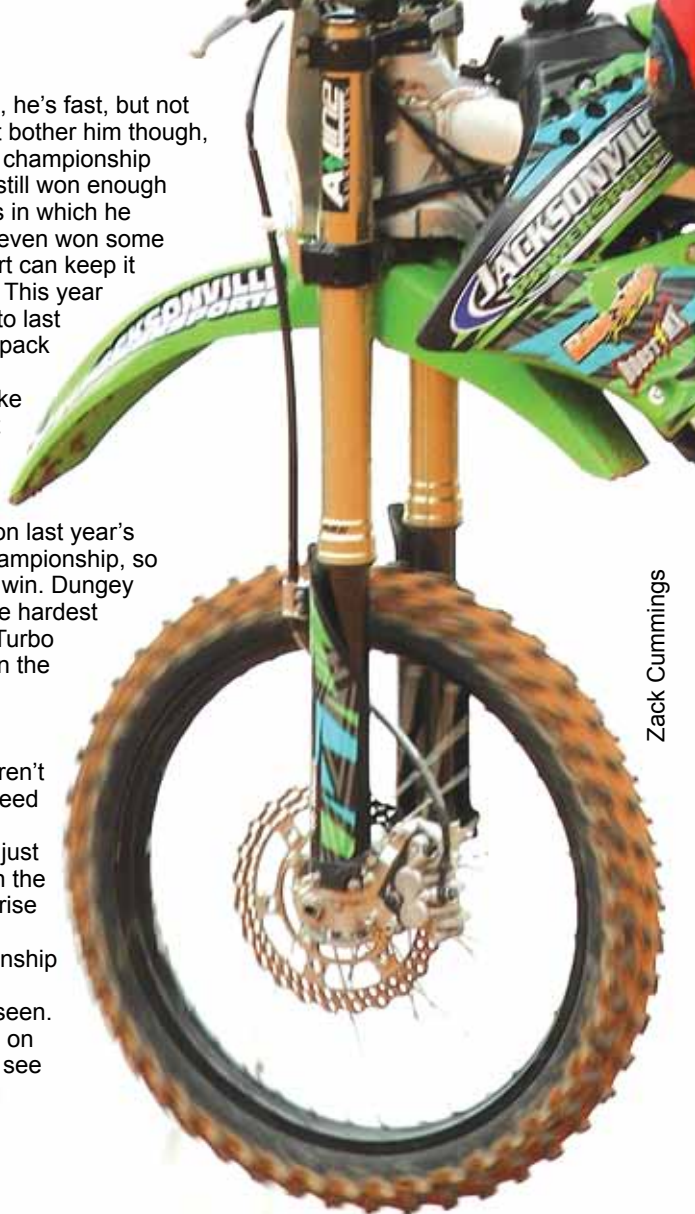 , he's fast, but not
t bother him though,
championship
still won enough
s in which he
even won some
rt can keep it
This year
to last
pack
ke
on last year's
ampionship, so
win. Dungey
e hardest
Turbo
n the
ren't
eed
just
n the
rise
nship
seen.
on
see
Zack Cummings
JACKSONVILLE
JACKSONVILL